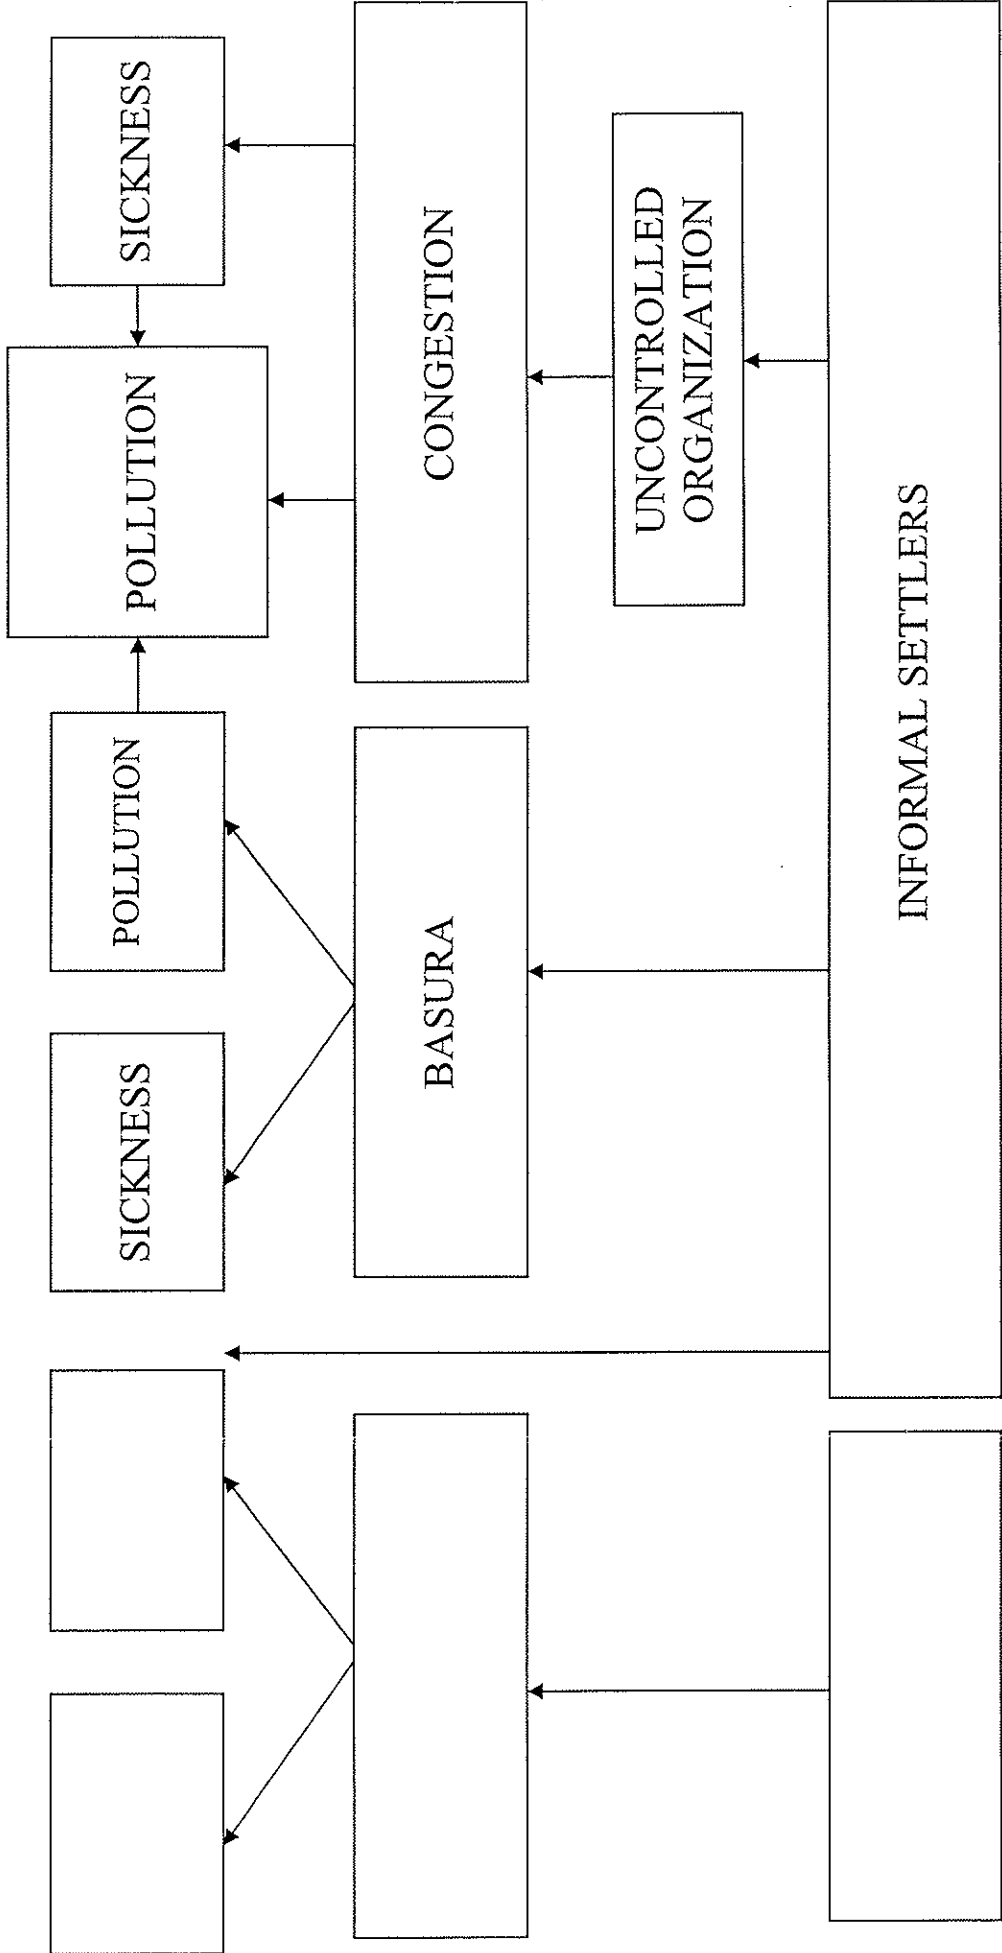 SICKNESS
POLLUTION
POLLUTION
SICKNESS
BASURA
CONGESTION
UNCONTROLLED
ORGANIZATION
INFORMAL SETTLERS